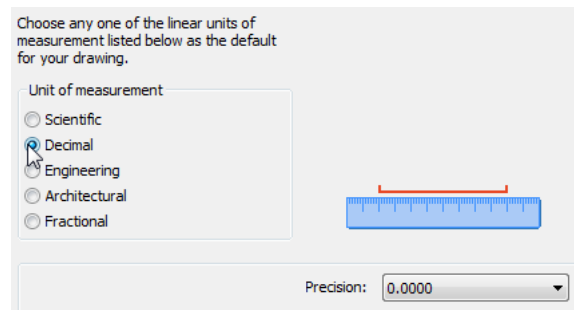 Choose any one of the linear units of
measurement listed below as the default
for your drawing.
Unit of measurement
Scientific
Decimal
Engineering
Architectural
Fractional
Precision: 0.0000